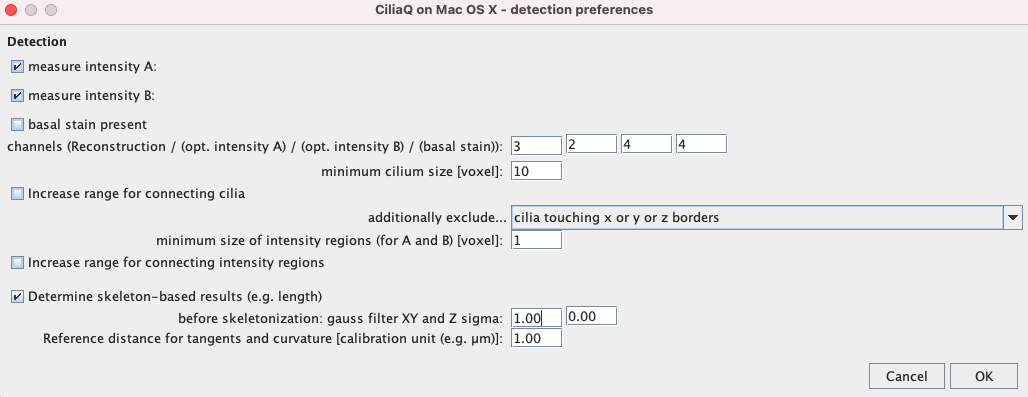 CiliaQ on Mac OS X - detection preferences
Detection
measure intensity A:
measure intensity B:
basal stain present
channels (Reconstruction / (opt. intensity A) / (opt. intensity B) / (basal stain)): 3 2 4 4
minimum cilium size [voxel]: 10
Increase range for connecting cilia
additionally exclude... cilia touching x or y or z borders
minimum size of intensity regions (for A and B) [voxel]: 1
Increase range for connecting intensity regions
Determine skeleton-based results (e.g. length)
before skeletonization: gauss filter XY and Z sigma: 1.00 0.00
Reference distance for tangents and curvature [calibration unit (e.g. µm)]: 1.00
Cancel OK